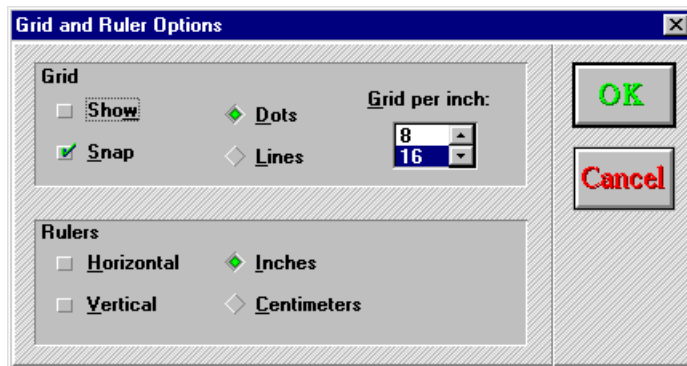 Grid and Ruler Options
Grid
Show
Snap
Dots
Lines
Grid per inch:
8
16
OK
Cancel
Rulers
Horizontal
Vertical
Inches
Centimeters